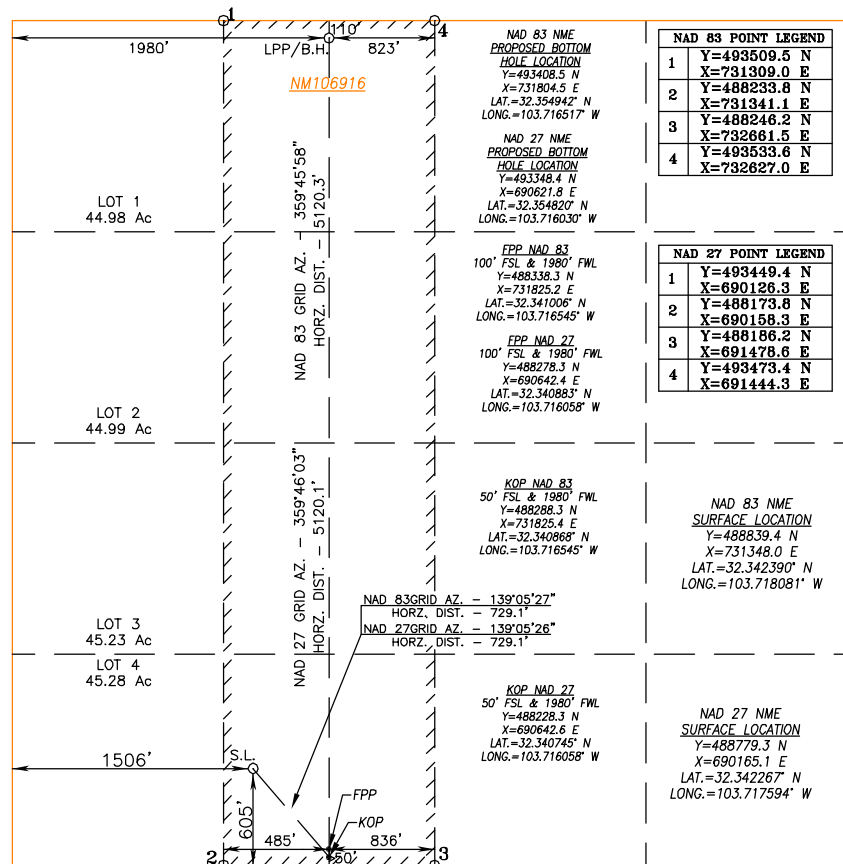 1
110'
4
1980'
LPP/B.H.
823'
NM106916
NAD 83 NME
PROPOSED BOTTOM
HOLE LOCATION
Y=493408.5 N
X=731804.5 E
LAT.=32.354942° N
LONG.=103.716517° W
NAD 27 NME
PROPOSED BOTTOM
HOLE LOCATION
Y=493348.4 N
X=690621.8 E
LAT.=32.354820° N
LONG.=103.716030° W
NAD 83 POINT LEGEND
1 Y=493509.5 N
X=731309.0 E
2 Y=488233.8 N
X=731341.1 E
3 Y=488246.2 N
X=732661.5 E
4 Y=493533.6 N
X=732627.0 E
LOT 1
44.98 Ac
NAD 83 GRID AZ. - 359°45'58"
HORZ. DIST. - 5120.3'
FPP NAD 83
100' FSL & 1980' FWL
Y=488338.3 N
X=731825.2 E
LAT.=32.341006° N
LONG.=103.716545° W
FPP NAD 27
100' FSL & 1980' FWL
Y=488278.3 N
X=690642.4 E
LAT.=32.340883° N
LONG.=103.716058° W
NAD 27 POINT LEGEND
1 Y=493449.4 N
X=690126.3 E
2 Y=488173.8 N
X=690158.3 E
3 Y=488186.2 N
X=691478.6 E
4 Y=493473.4 N
X=691444.3 E
LOT 2
44.99 Ac
NAD 27 GRID AZ. - 359°46'03"
HORZ. DIST. - 5120.1'
KOP NAD 83
50' FSL & 1980' FWL
Y=488288.3 N
X=731825.4 E
LAT.=32.340868° N
LONG.=103.716545° W
NAD 83 NME
SURFACE LOCATION
Y=488839.4 N
X=731348.0 E
LAT.=32.342390° N
LONG.=103.718081° W
NAD 83GRID AZ. - 139°05'27"
HORZ. DIST. - 729.1'
NAD 27GRID AZ. - 139°05'26"
HORZ. DIST. - 729.1'
LOT 3
45.23 Ac
LOT 4
45.28 Ac
KOP NAD 27
50' FSL & 1980' FWL
Y=488228.3 N
X=690642.6 E
LAT.=32.340745° N
LONG.=103.716058° W
NAD 27 NME
SURFACE LOCATION
Y=488779.3 N
X=690165.1 E
LAT.=32.342267° N
LONG.=103.717594° W
1506'
S.L.
605'
FPP
KOP
485'
836'
2
50'
3